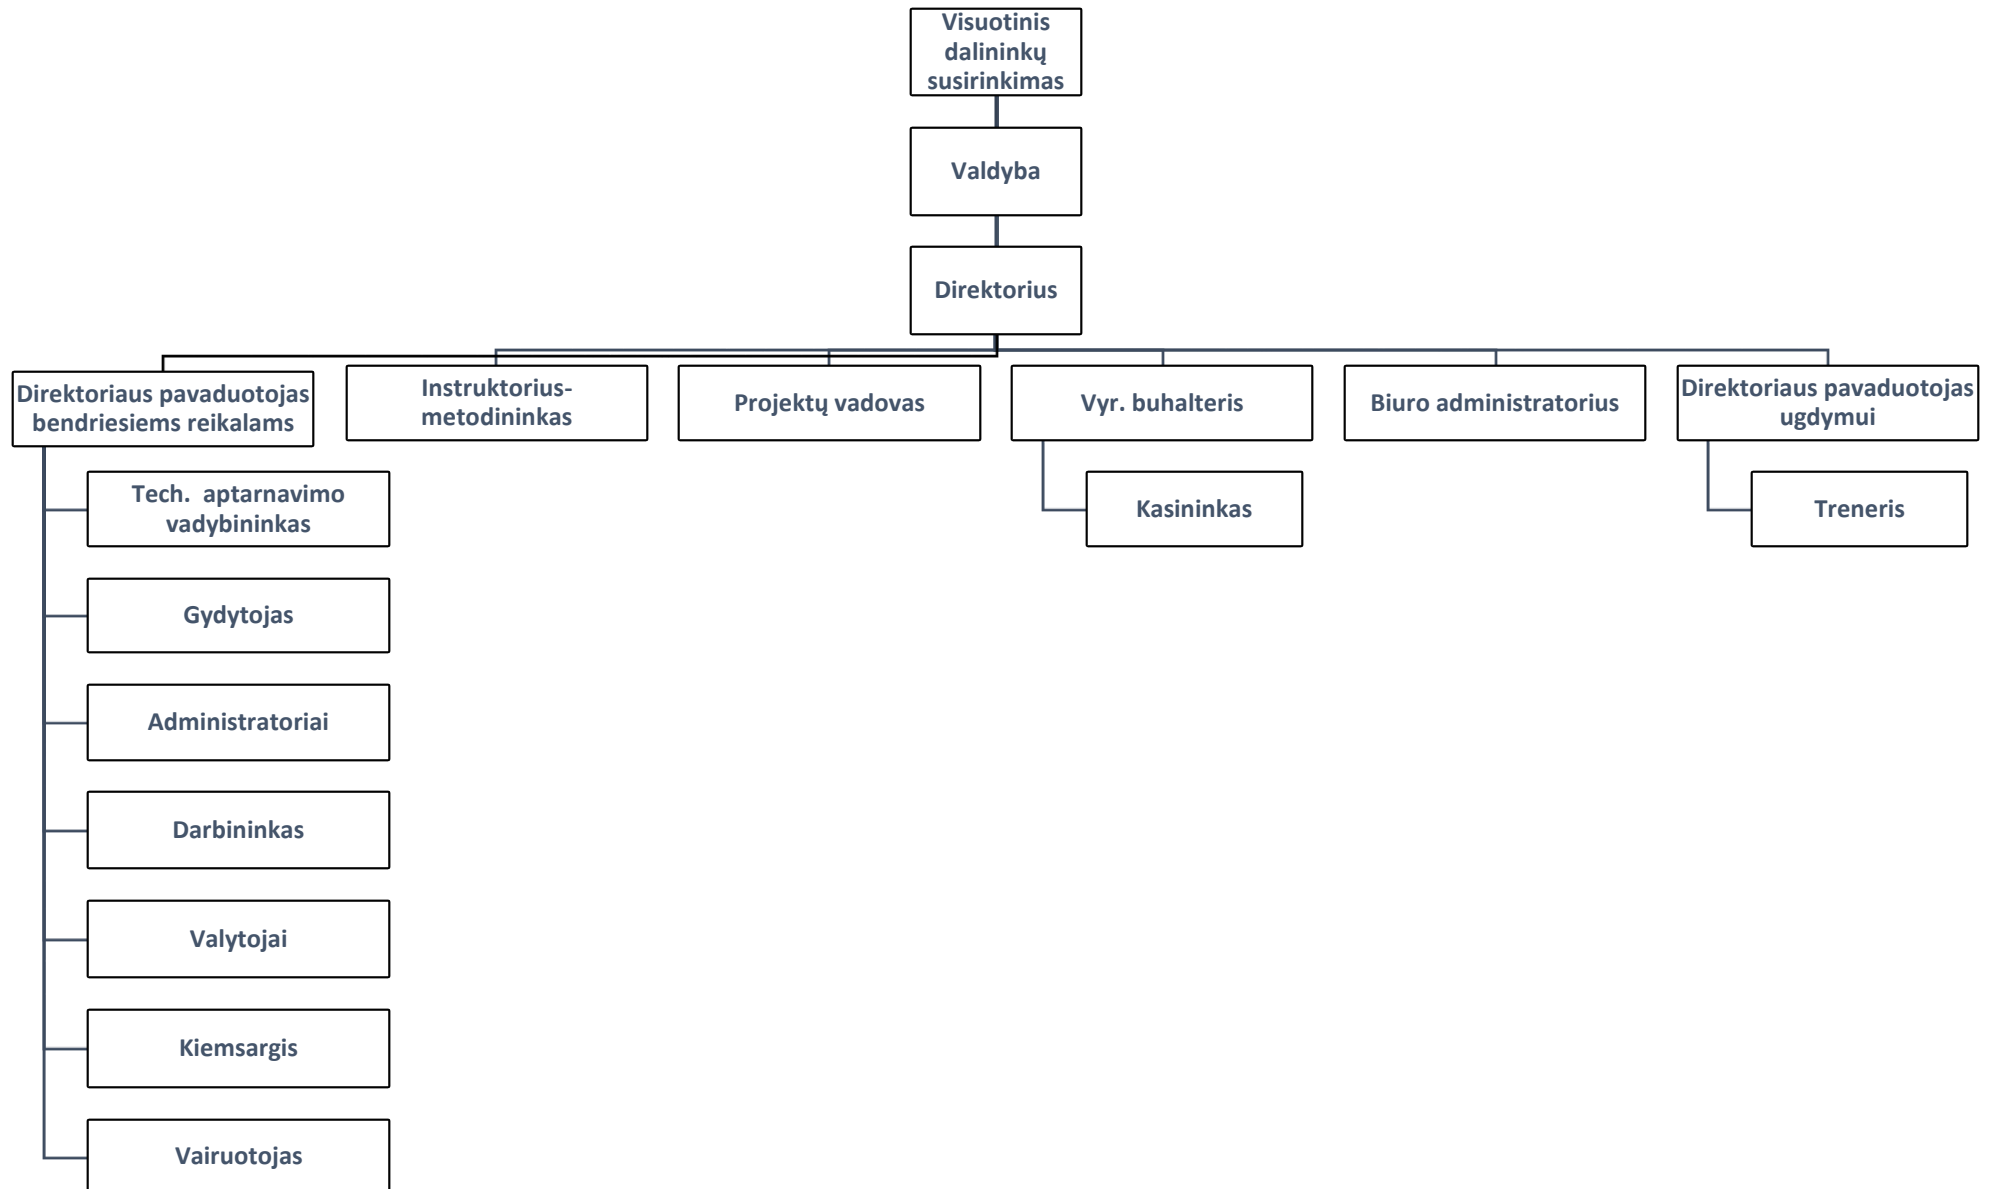 Visuotinis
dalininkų
susirinkimas
Valdyba
Direktorius
Direktoriaus pavaduotojas
bendriesiems reikalams
Instruktorius-
metodininkas
Projektų vadovas
Vyr. buhalteris
Biuro administratorius
Direktoriaus pavaduotojas
ugdymui
Tech. aptarnavimo
vadybininkas
Kasininkas
Treneris
Gydytojas
Administratoriai
Darbininkas
Valytojai
Kiemsargis
Vairuotojas